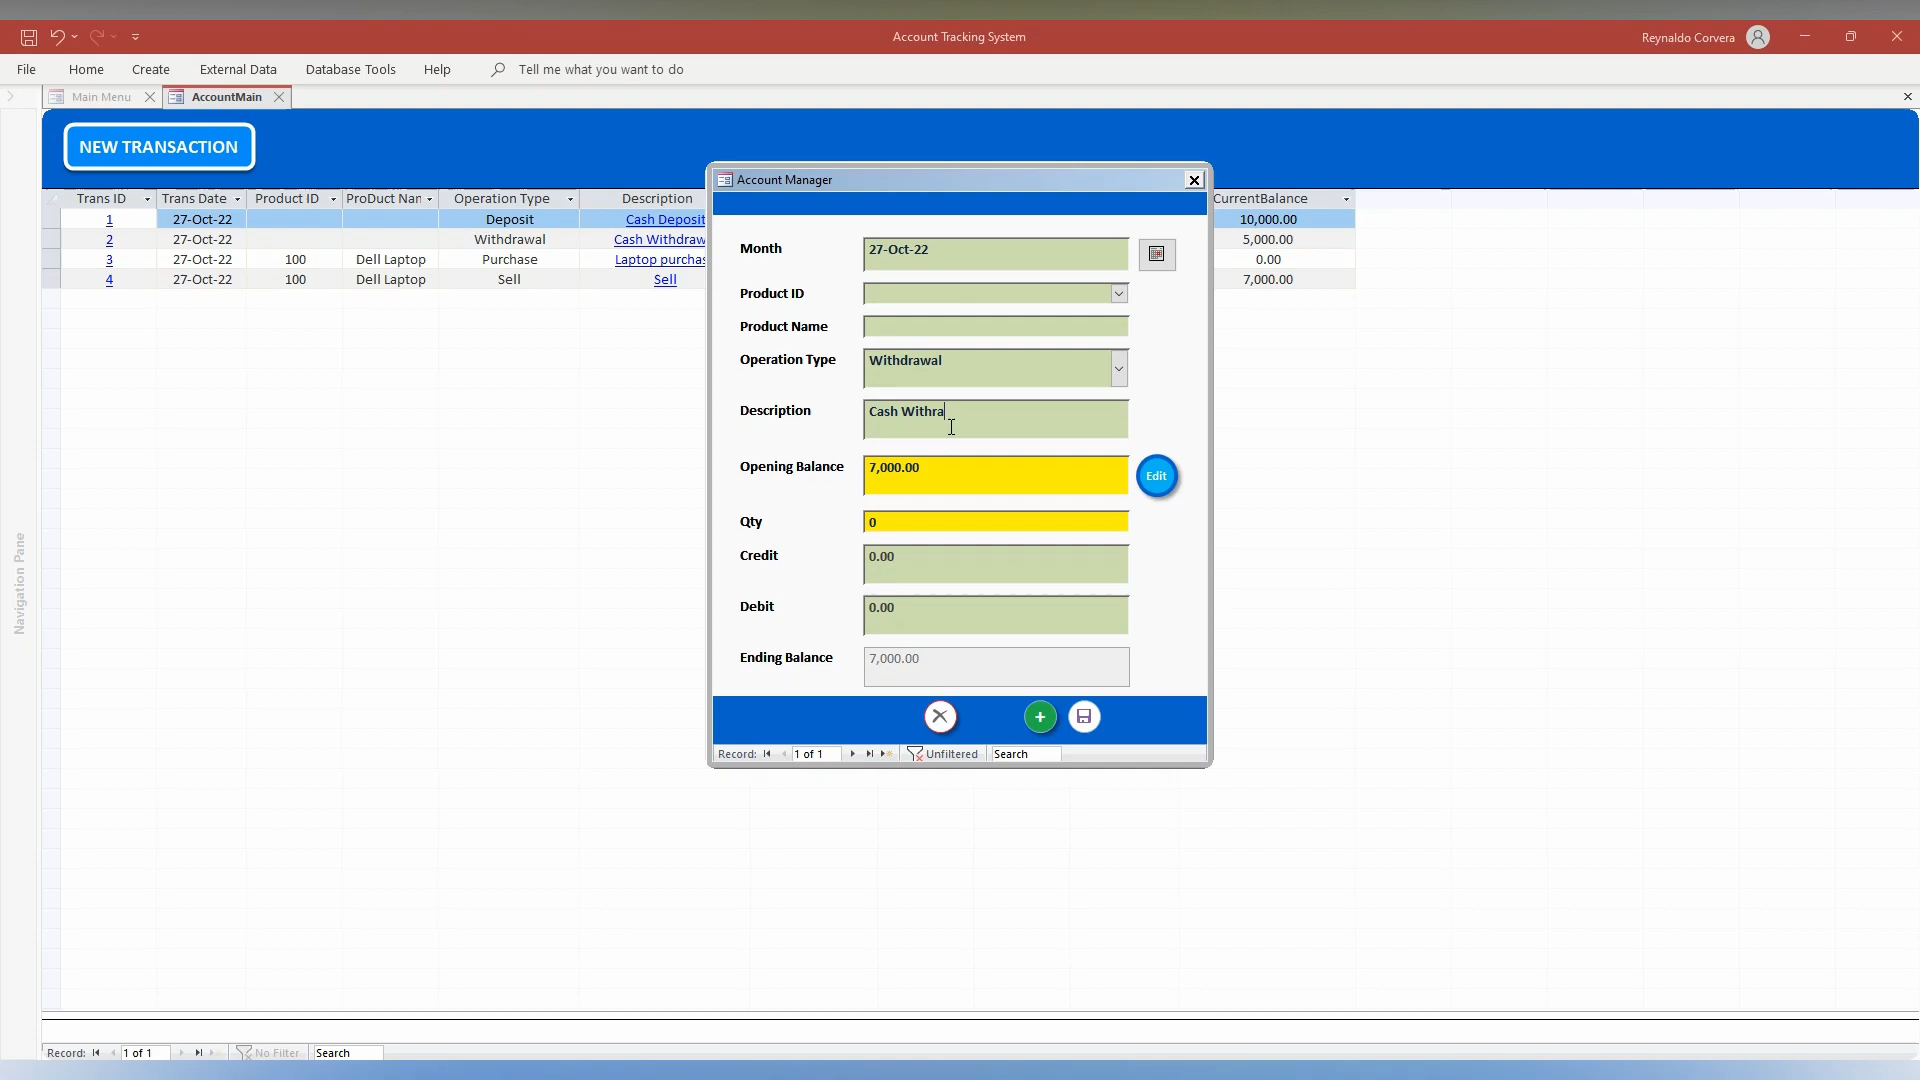 Account Tracking System
Reynaldo Corvera
File Home Create External Data Database Tools Help Tell me what you want to do
Main Menu AccountMain
NEW TRANSACTION
Trans ID Trans Date Product ID ProDuct Nan Operation Type Description CurrentBalance
1 27-Oct-22 Deposit Cash Deposit 10,000.00
2 27-Oct-22 Withdrawal Cash Withdraw 5,000.00
3 27-Oct-22 100 Dell Laptop Purchase Laptop purchas 0.00
4 27-Oct-22 100 Dell Laptop Sell Sell 7,000.00
Account Manager
Month 27-Oct-22
Product ID
Product Name
Operation Type Withdrawal
Description Cash Withra
Opening Balance 7,000.00 Edit
Qty 0
Credit 0.00
Debit 0.00
Ending Balance 7,000.00
Record: 1 of 1 Unfiltered Search
Navigation Pane
Record: 1 of 1 No Filter Search